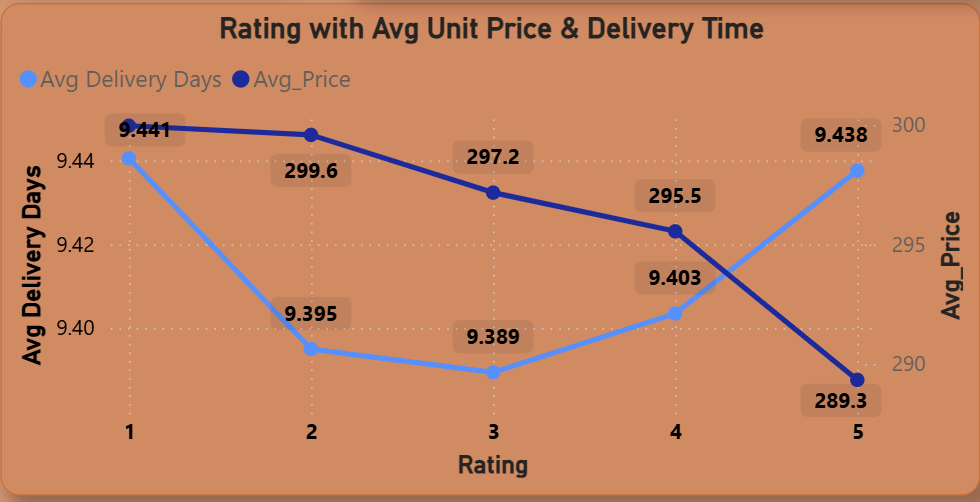 Rating with Avg Unit Price & Delivery Time
Avg Delivery Days Avg_Price
9.441
299.6
297.2
295.5
9.438
9.395
9.389
9.403
289.3
9.44
9.42
9.40
Avg Delivery Days
300
295
290
Avg_Price
1 2 3 4 5
Rating